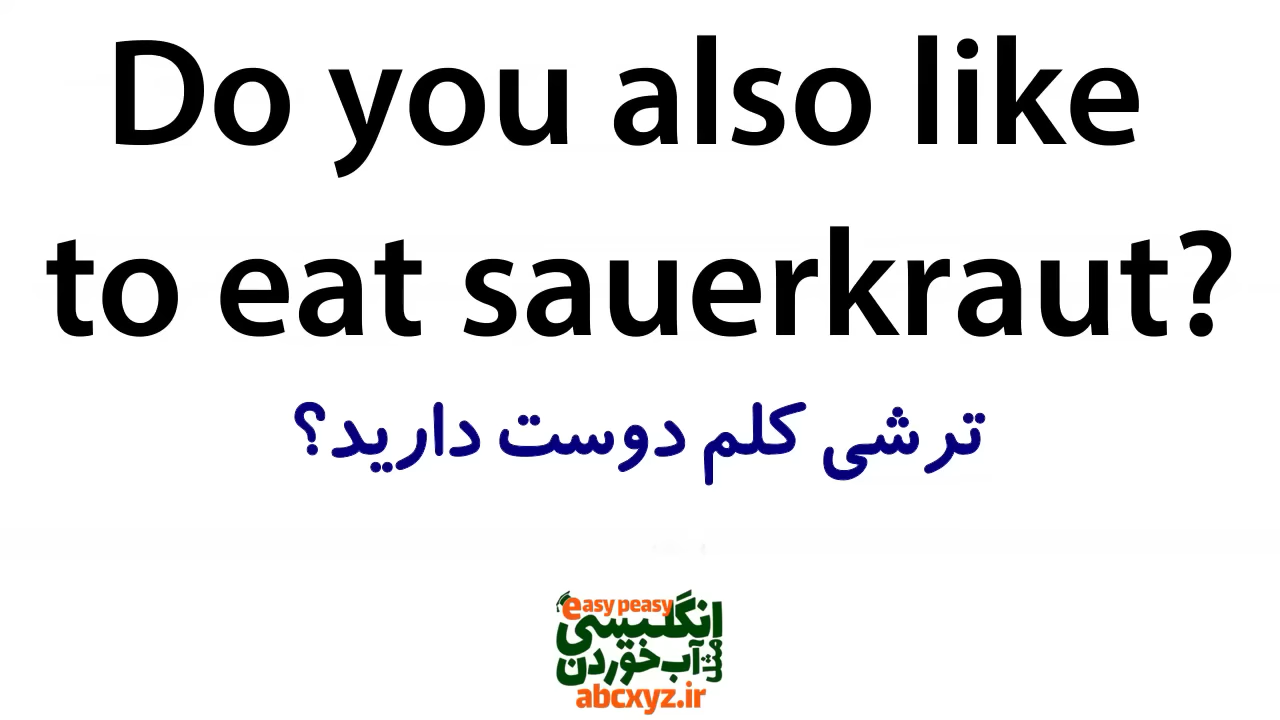 Do you also like
to eat sauerkraut?
ترشی کلم دوست دارید؟
easy peasy
انگلیسی
مثل آب خوردن
abcxyz.ir